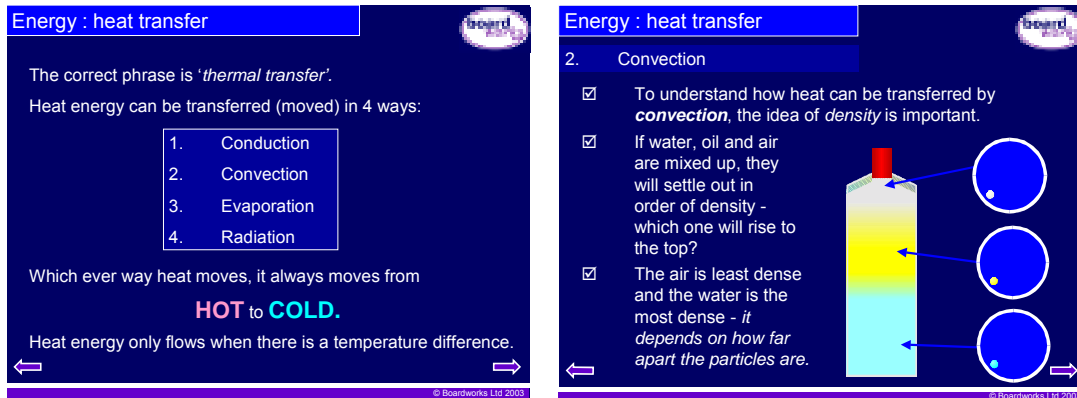 Energy : heat transfer
board
The correct phrase is ‘thermal transfer’.
Heat energy can be transferred (moved) in 4 ways:
1. Conduction
2. Convection
3. Evaporation
4. Radiation
Which ever way heat moves, it always moves from
HOT to COLD.
Heat energy only flows when there is a temperature difference.
© Boardworks Ltd 2003
Energy : heat transfer
board
2. Convection
☑ To understand how heat can be transferred by
convection, the idea of density is important.
☑ If water, oil and air
are mixed up, they
will settle out in
order of density -
which one will rise to
the top?
☑ The air is least dense
and the water is the
most dense - it
depends on how far
apart the particles are.
© Boardworks Ltd 200